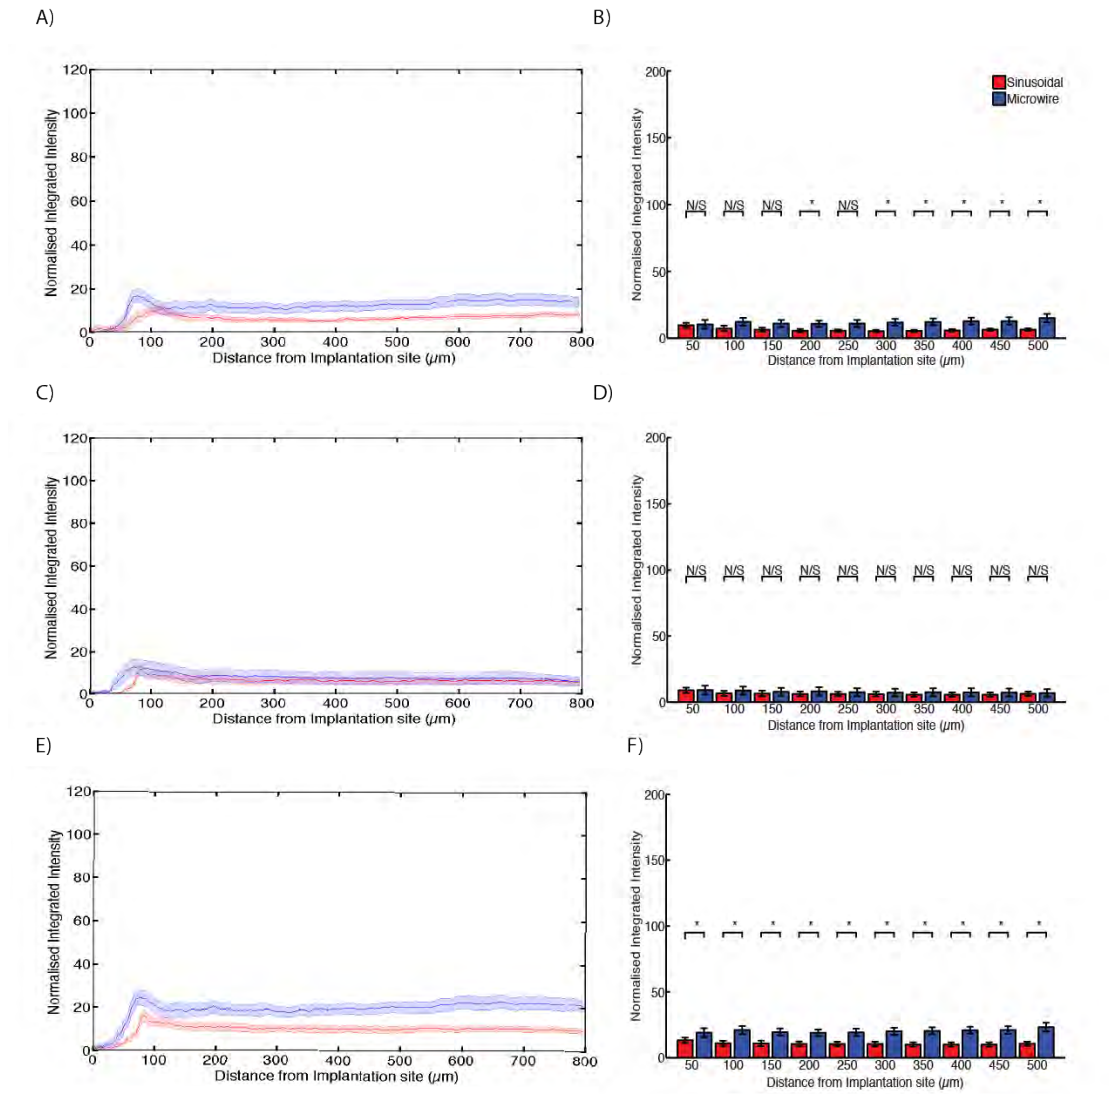 A)
120
100
80
60
40
20
0
Normalised Integrated Intensity
0 100 200 300 400 500 600 700 800
Distance from Implantation site (µm)
B)
200
150
100
50
0
Normalised Integrated Intensity
Sinusoidal
Microwire
N/S N/S N/S * N/S * * * * *
50 100 150 200 250 300 350 400 450 500
Distance from Implantation site (µm)
C)
120
100
80
60
40
20
0
Normalised Integrated Intensity
0 100 200 300 400 500 600 700 800
Distance from Implantation site (µm)
D)
200
150
100
50
0
Normalised Integrated Intensity
N/S N/S N/S N/S N/S N/S N/S N/S N/S N/S
50 100 150 200 250 300 350 400 450 500
Distance from Implantation site (µm)
E)
120
100
80
60
40
20
0
Normalised Integrated Intensity
0 100 200 300 400 500 600 700 800
Distance from Implantation site (µm)
F)
200
150
100
50
0
Normalised Integrated Intensity
* * * * * * * * * *
50 100 150 200 250 300 350 400 450 500
Distance from Implantation site (µm)